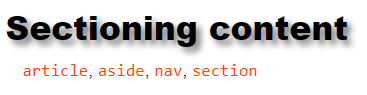 Sectioning content
article, aside, nav, section